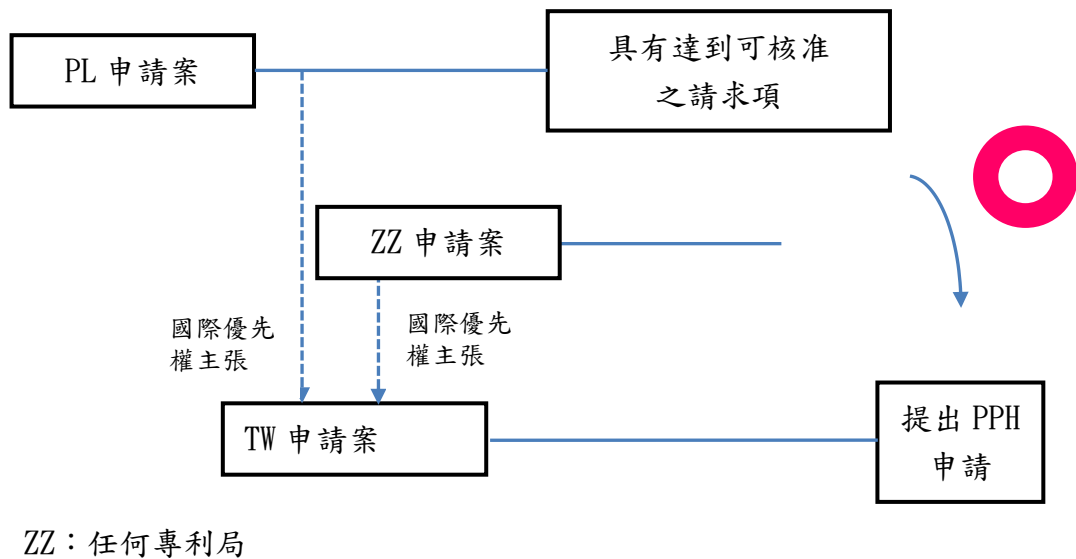 PL 申請案
具有達到可核准
之請求項
ZZ 申請案
國際優先
權主張
國際優先
權主張
TW 申請案
提出 PPH
申請
ZZ：任何專利局